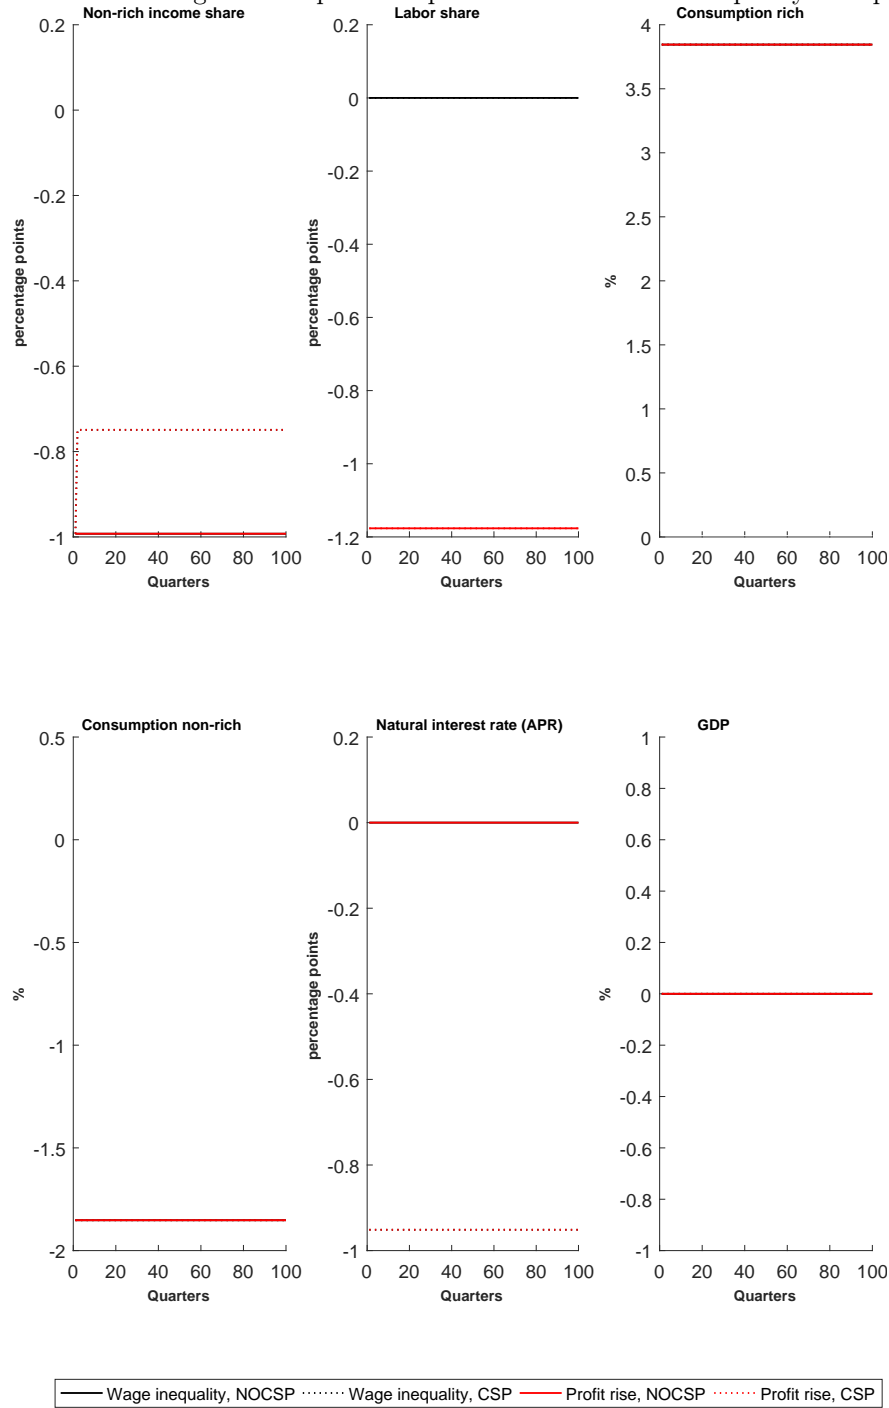 Non-rich income share
0.2
0
-0.2
-0.4
-0.6
-0.8
-1
percentage points
0 20 40 60 80 100
Quarters
Labor share
0.2
0
-0.2
-0.4
-0.6
-0.8
-1
-1.2
percentage points
0 20 40 60 80 100
Quarters
Consumption rich
4
3.5
3
2.5
2
1.5
1
0.5
0
%
0 20 40 60 80 100
Quarters
Consumption non-rich
0.5
0
-0.5
-1
-1.5
-2
%
0 20 40 60 80 100
Quarters
Natural interest rate (APR)
0.2
0
-0.2
-0.4
-0.6
-0.8
-1
percentage points
0 20 40 60 80 100
Quarters
GDP
1
0.8
0.6
0.4
0.2
0
-0.2
-0.4
-0.6
-0.8
-1
%
0 20 40 60 80 100
Quarters
Wage inequality, NOCSP Wage inequality, CSP Profit rise, NOCSP Profit rise, CSP